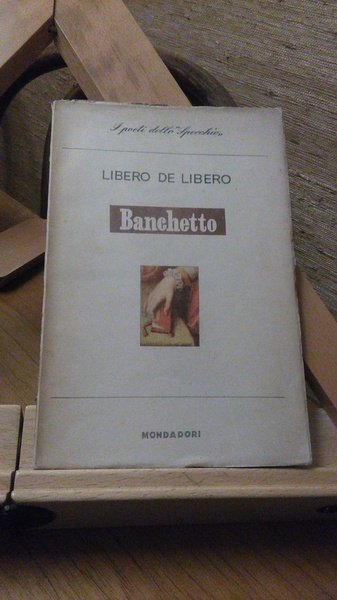 I poeti dello "Specchio"
LIBERO DE LIBERO
Banchetto
MONDADORI